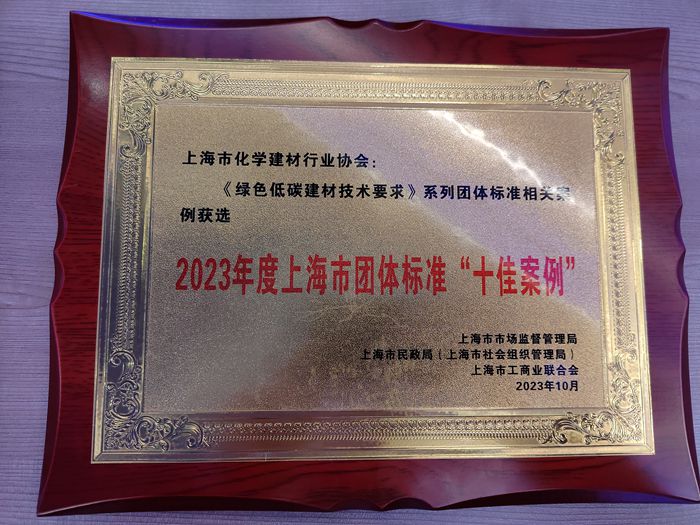 上海市化学建材行业协会：
《绿色低碳建材技术要求》系列团体标准相关案
例获选
2023年度上海市团体标准“十佳案例”
上海市市场监督管理局
上海市民政局（上海市社会组织管理局）
上海市工商业联合会
2023年10月